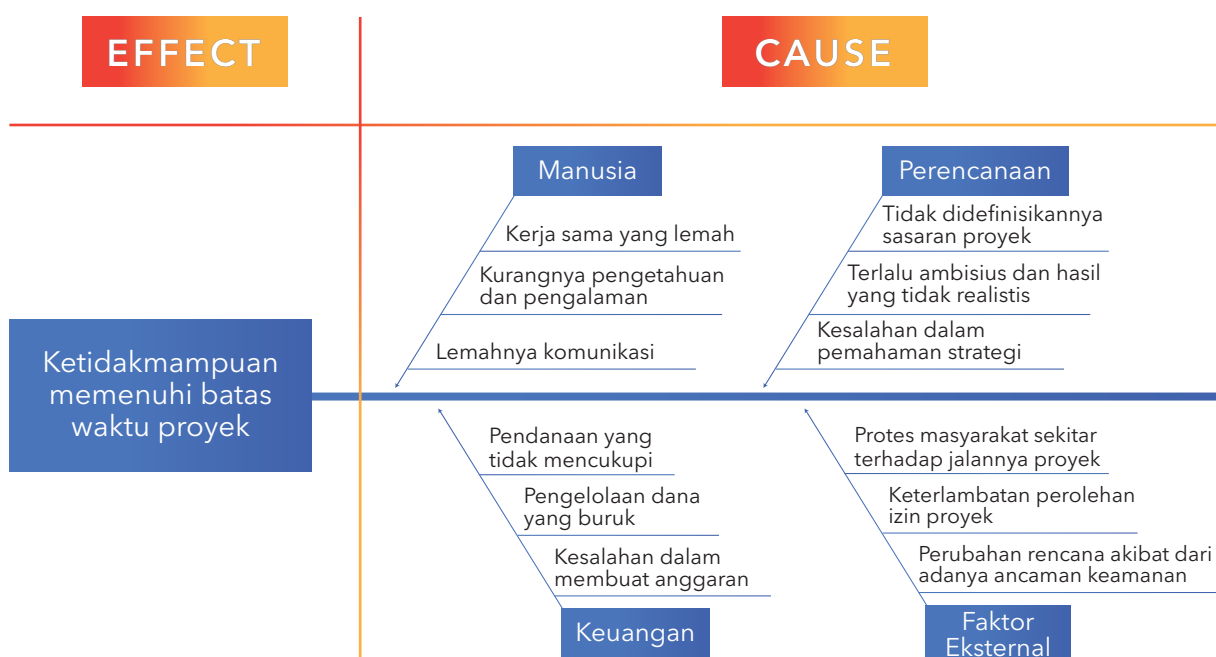 EFFECT
CAUSE
Manusia
Kerja sama yang lemah
Kurangnya pengetahuan
dan pengalaman
Lemahnya komunikasi
Perencanaan
Tidak didefinisikannya
sasaran proyek
Terlalu ambisius dan hasil
yang tidak realistis
Kesalahan dalam
pemahaman strategi
Ketidakmampuan
memenuhi batas
waktu proyek
Pendanaan yang
tidak mencukupi
Pengelolaan dana
yang buruk
Kesalahan dalam
membuat anggaran
Keuangan
Protes masyarakat sekitar
terhadap jalannya proyek
Keterlambatan perolehan
izin proyek
Perubahan rencana akibat dari
adanya ancaman keamanan
Faktor
Eksternal